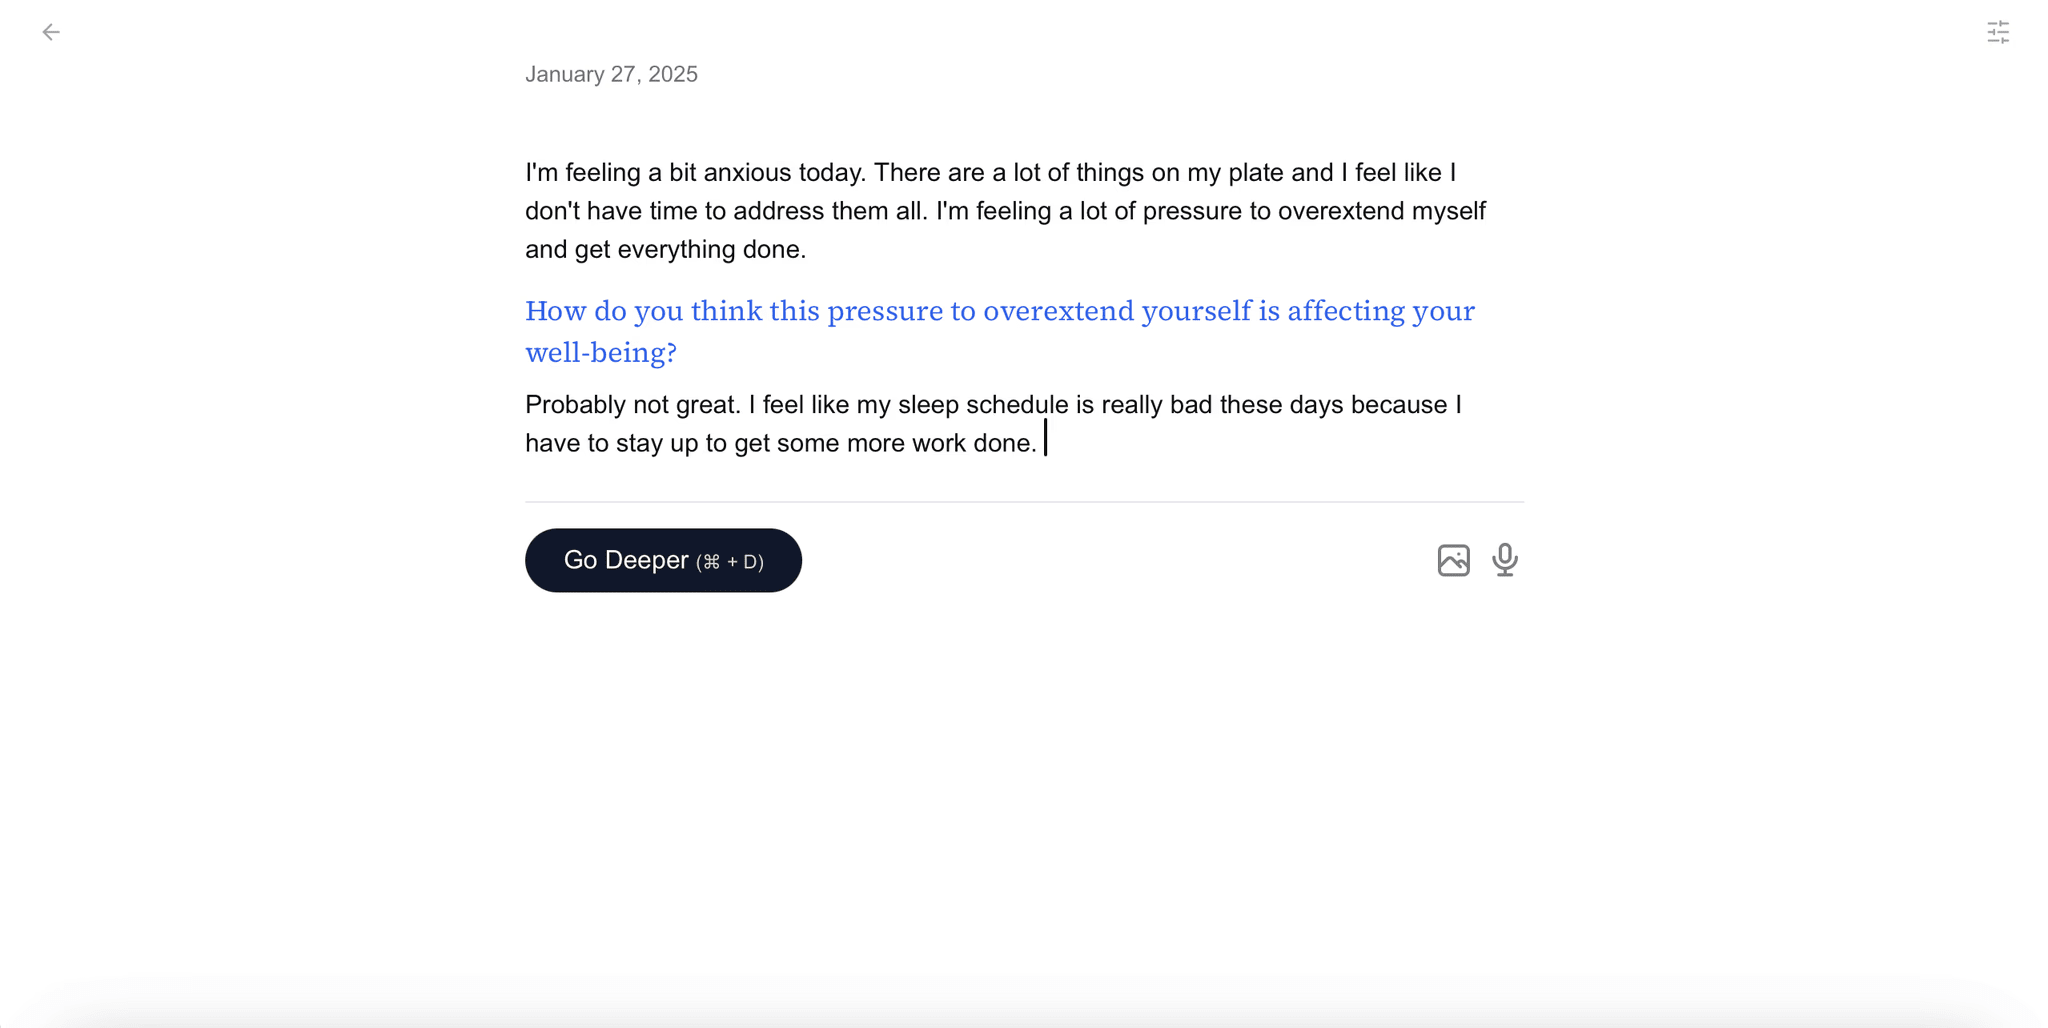 January 27, 2025
I'm feeling a bit anxious today. There are a lot of things on my plate and I feel like I
don't have time to address them all. I'm feeling a lot of pressure to overextend myself
and get everything done.
How do you think this pressure to overextend yourself is affecting your
well-being?
Probably not great. I feel like my sleep schedule is really bad these days because I
have to stay up to get some more work done.
Go Deeper (⌘ + D)